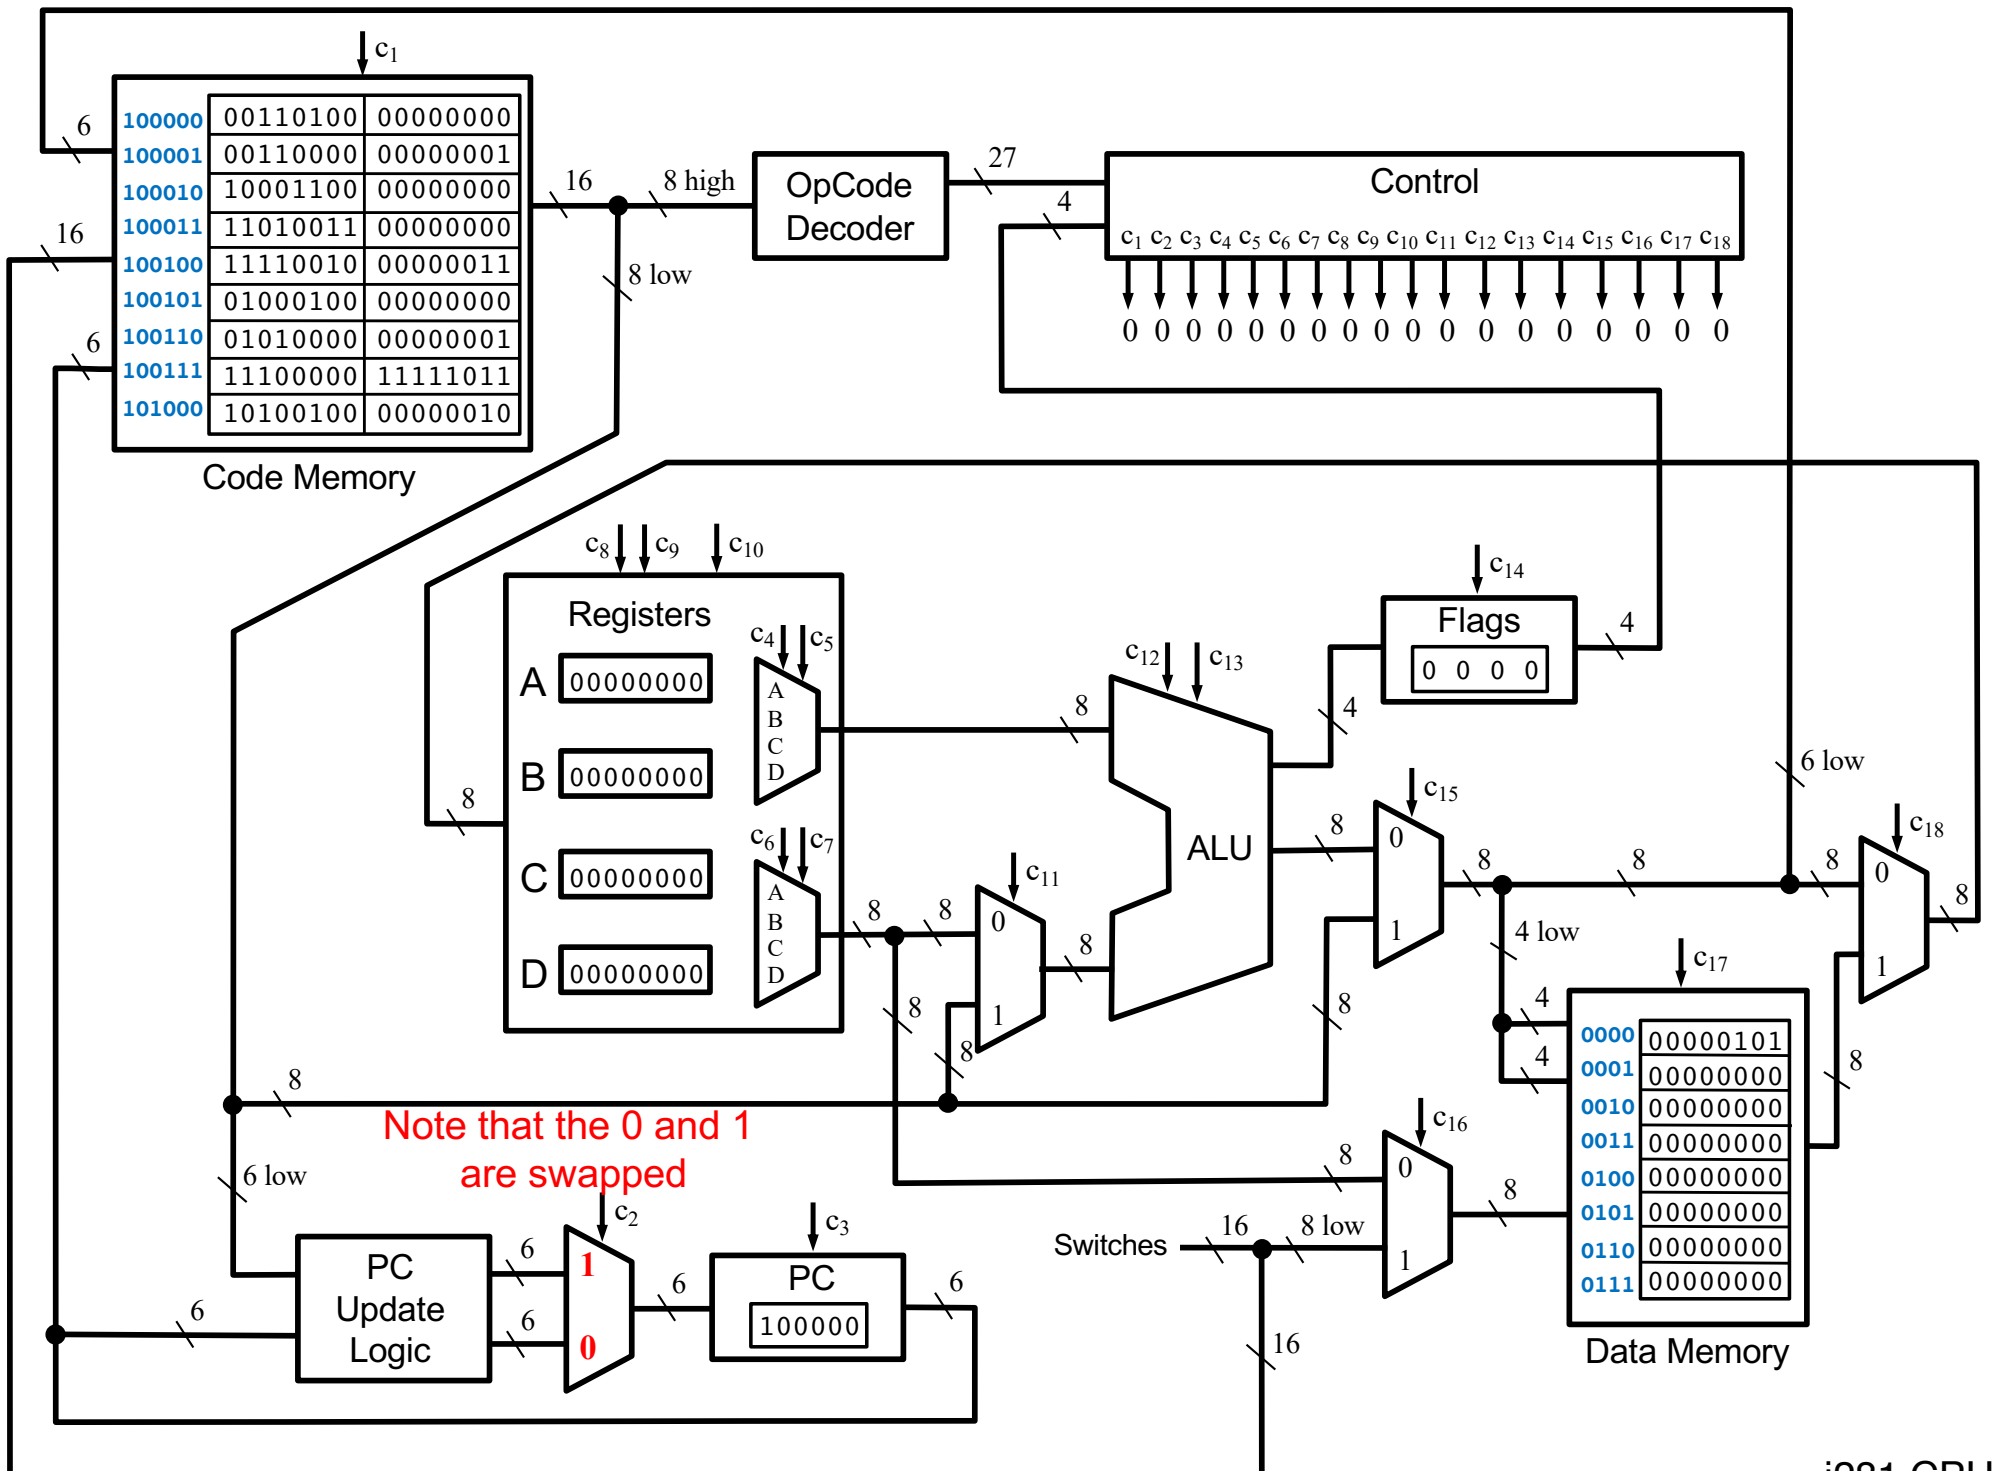 c1
6
100000 00110100 00000000
100001 00110000 00000001
100010 10001100 00000000
100011 11010011 00000000
100100 11110010 00000011
100101 01000100 00000000
100110 01010000 00000001
100111 11100000 11111011
101000 10100100 00000010
Code Memory
16
6
16
8 high
8 low
OpCode
Decoder
27
4
Control
c1 c2 c3 c4 c5 c6 c7 c8 c9 c10 c11 c12 c13 c14 c15 c16 c17 c18
0 0 0 0 0 0 0 0 0 0 0 0 0 0 0 0 0 0
c8 c9 c10
Registers
A 00000000
B 00000000
C 00000000
D 00000000
c4 c5
A
B
C
D
c6 c7
A
B
C
D
8
8
8
8
8
c11
0
1
8
8
c12 c13
ALU
4
c14
Flags
0 0 0 0
4
8
c15
0
1
8
8
8
6 low
8
c18
0
1
8
4 low
4
4
c17
0000 00000101
0001 00000000
0010 00000000
0011 00000000
0100 00000000
0101 00000000
0110 00000000
0111 00000000
Data Memory
8
8
Note that the 0 and 1
are swapped
6 low
PC
Update
Logic
6
6
6
c2
1
0
6
c3
PC
100000
6
8
c16
0
1
8
Switches
16
8 low
16